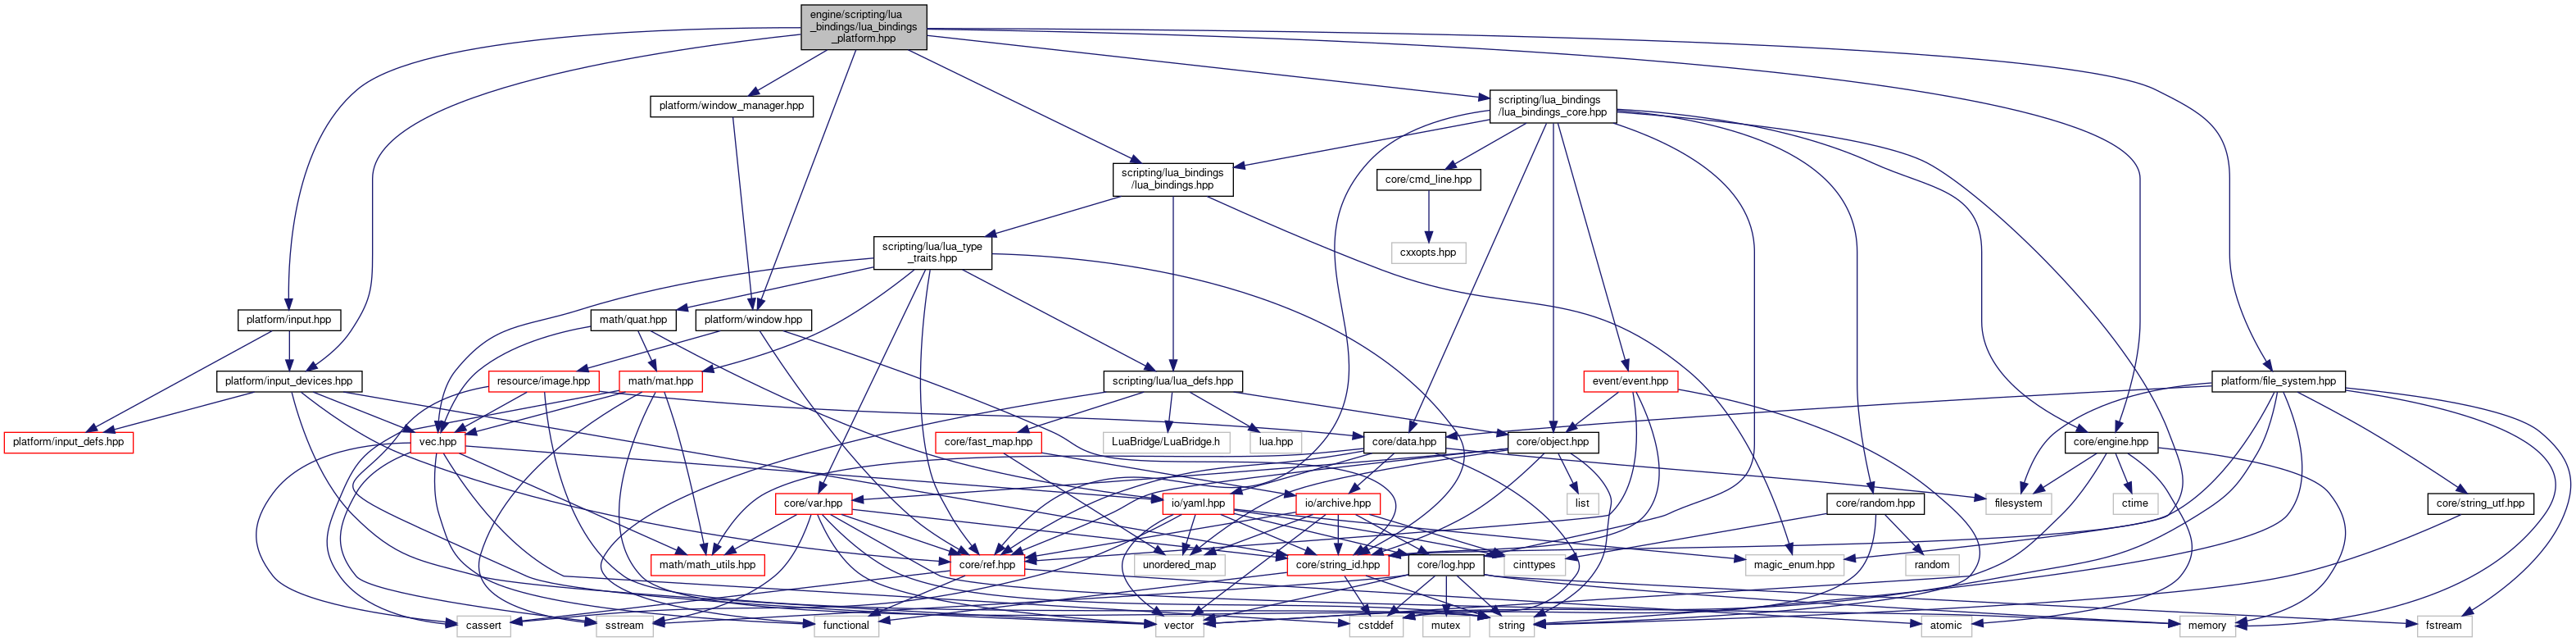 engine/scripting/lua
_bindings/lua_bindings
_platform.hpp
platform/window_manager.hpp
scripting/lua_bindings
/lua_bindings_core.hpp
scripting/lua_bindings
/lua_bindings.hpp
core/cmd_line.hpp
scripting/lua/lua_type
_traits.hpp
cxxopts.hpp
platform/input.hpp
math/quat.hpp
platform/window.hpp
platform/input_devices.hpp
resource/image.hpp
math/mat.hpp
scripting/lua/lua_defs.hpp
event/event.hpp
platform/file_system.hpp
platform/input_defs.hpp
vec.hpp
core/fast_map.hpp
LuaBridge/LuaBridge.h
lua.hpp
core/data.hpp
core/object.hpp
core/engine.hpp
core/var.hpp
io/yaml.hpp
io/archive.hpp
list
core/random.hpp
filesystem
ctime
core/string_utf.hpp
math/math_utils.hpp
core/ref.hpp
unordered_map
core/string_id.hpp
core/log.hpp
cinttypes
magic_enum.hpp
random
cassert
sstream
functional
vector
cstddef
mutex
string
atomic
memory
fstream